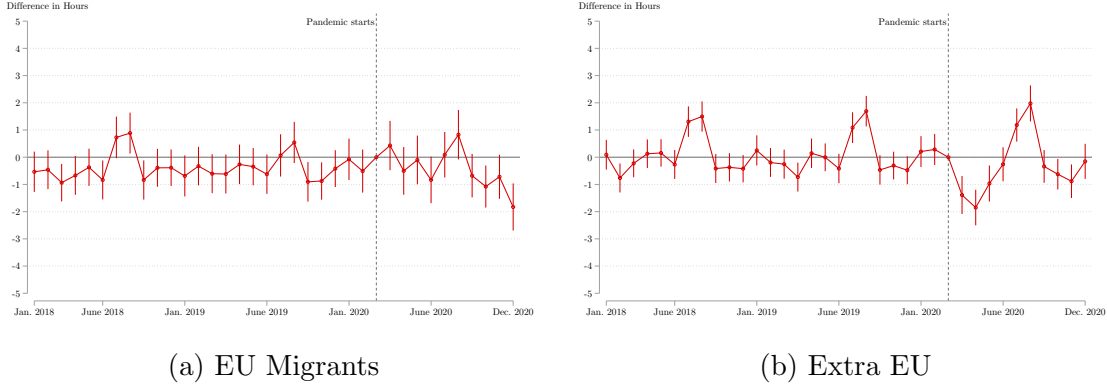 Difference in Hours
5
4
3
2
1
0
-1
-2
-3
-4
-5
Pandemic starts
Jan. 2018
June 2018
Jan. 2019
June 2019
Jan. 2020
June 2020
Dec. 2020
(a) EU Migrants
Difference in Hours
5
4
3
2
1
0
-1
-2
-3
-4
-5
Pandemic starts
Jan. 2018
June 2018
Jan. 2019
June 2019
Jan. 2020
June 2020
Dec. 2020
(b) Extra EU